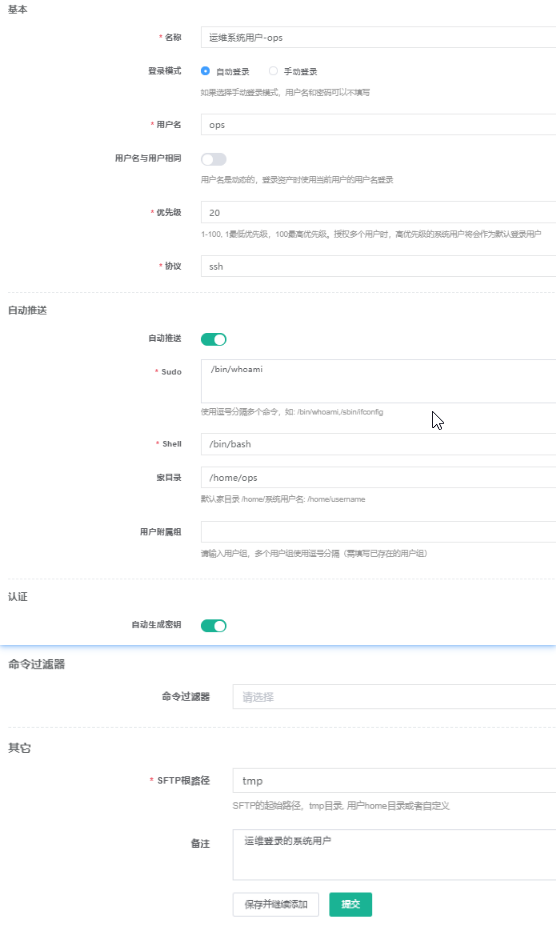 基本
* 名称 运维系统用户-ops
登录模式 自动登录 手动登录
如果选择手动登录模式，用户名和密码可以不填写
* 用户名 ops
用户名与用户相同
用户名是动态的，登录资产时使用当前用户的用户名登录
* 优先级 20
1-100, 1最低优先级，100最高优先级。授权多个用户时，高优先级的系统用户将会作为默认登录用户
* 协议 ssh
自动推送
自动推送
* Sudo /bin/whoami
使用逗号分隔多个命令，如: /bin/whoami,/sbin/ifconfig
* Shell /bin/bash
家目录 /home/ops
默认家目录 /home/系统用户名: /home/username
用户附属组
请输入用户组，多个用户组使用逗号分隔（需填写已存在的用户组）
认证
自动生成密钥
命令过滤器
命令过滤器 请选择
其它
* SFTP根路径 tmp
SFTP的起始路径，tmp目录, 用户home目录或者自定义
备注 运维登录的系统用户
保存并继续添加 提交